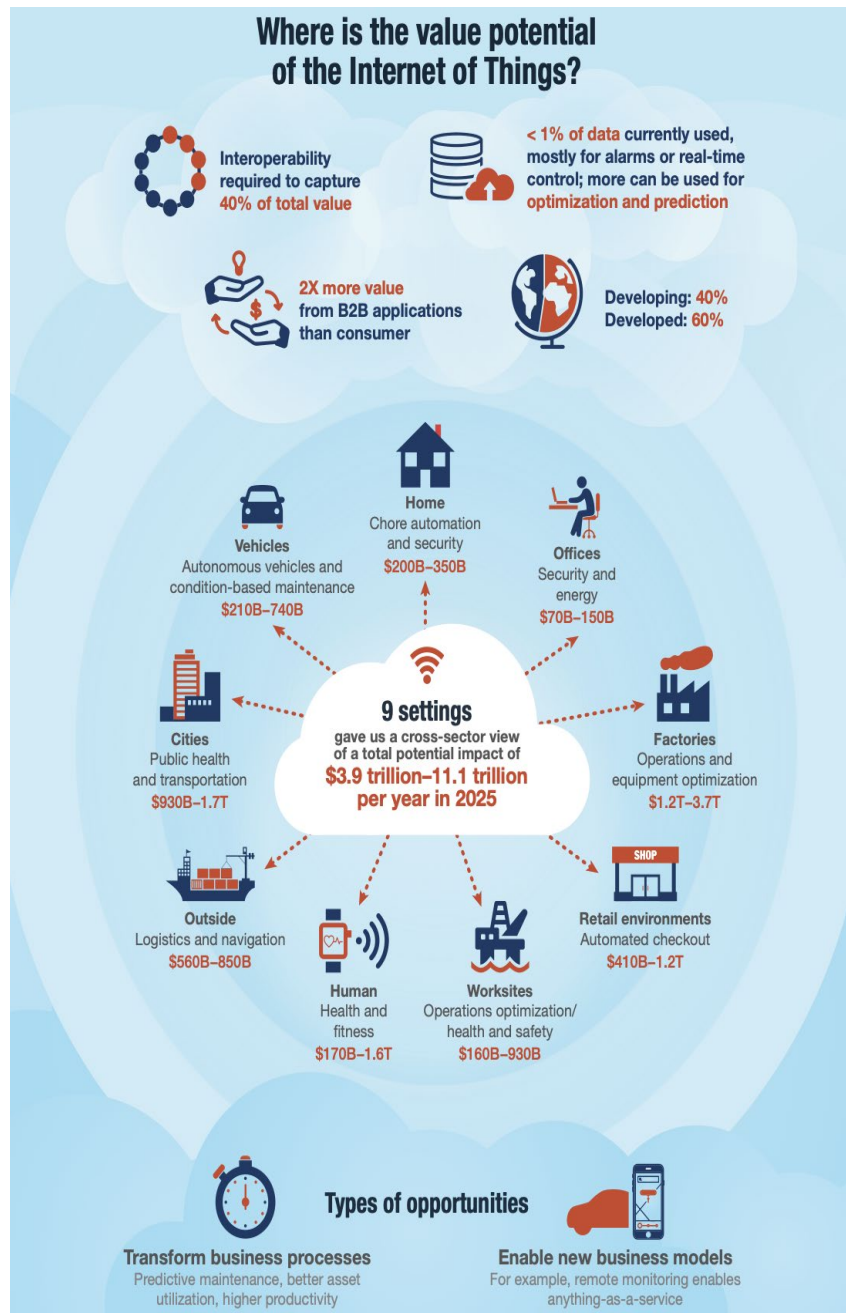 Where is the value potential
of the Internet of Things?
Interoperability
required to capture
40% of total value
< 1% of data currently used,
mostly for alarms or real-time
control; more can be used for
optimization and prediction
2X more value
from B2B applications
than consumer
$
Developing: 40%
Developed: 60%
Home
Chore automation
and security
$200B–350B
Vehicles
Autonomous vehicles and
condition-based maintenance
$210B–740B
Offices
Security and
energy
$70B–150B
Cities
Public health
and transportation
$930B–1.7T
9 settings
gave us a cross-sector view
of a total potential impact of
$3.9 trillion–11.1 trillion
per year in 2025
Factories
Operations and
equipment optimization
$1.2T–3.7T
Outside
Logistics and navigation
$560B–850B
Human
Health and
fitness
$170B–1.6T
Worksites
Operations optimization/
health and safety
$160B–930B
SHOP
Retail environments
Automated checkout
$410B–1.2T
Types of opportunities
Transform business processes
Predictive maintenance, better asset
utilization, higher productivity
Enable new business models
For example, remote monitoring enables
anything-as-a-service